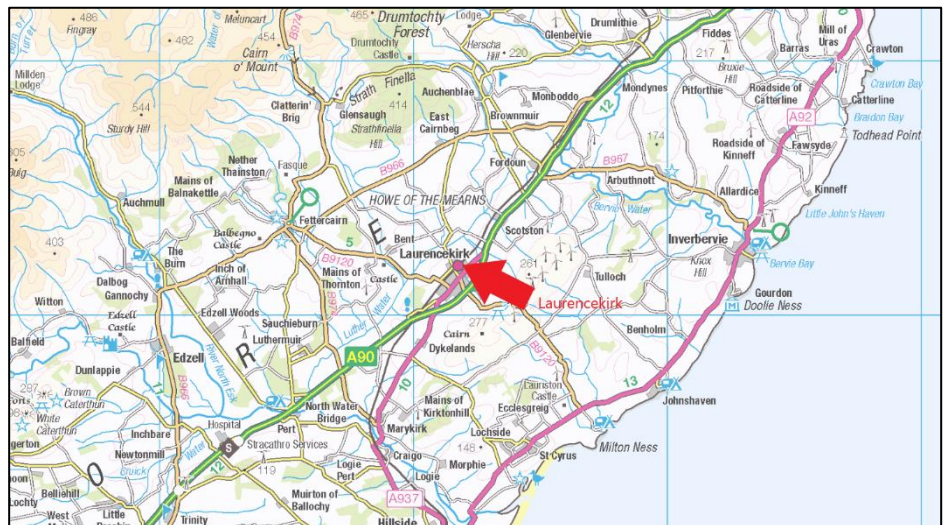 486
Fingray
Meluncart
Water of
B974
465
Drumtochty
Forest
Lodge
Herscha
Hill
220
Drumlithie
Glenbervie
Fiddes
217
Bruxie
Hill
Barras
Mill of
Uras
Crawton
Crawton Bay
482
454
Cairn
o' Mount
Drumtochty
Castle
Strath Finella
Millden
Lodge
544
Sturdy Hill
Clatterin'
Brig
Glensaugh
414
Strathfinella
Hill
Auchenblae
East
Cairnbeg
Monboddo
Brownmuir
12
Mondynes
Pitforthie
Roadside of
Catterline
Catterline
Braidon Bay
Todhead Point
A92
174
Roadside of
Kinneff
Fawsyde
Nether
Thainston
Fasque
B966
Mains of
Balnakettle
Fordoun
B967
Arbuthnott
Allardice
Kinneff
Auchmull
HOWE OF THE MEARNS
Bervie Water
Little John's Haven
403
Balbegno
Castle
Fettercairn
5
E
Bent
Scotston
Laurencekirk
Inverbervie
Bervie Bay
The
Burn
B9120
Mains of
Thornton
Castle
261
Tulloch
Knox
Hill
Inch of
Arnhall
Dalbog
Gannochy
Witton
Laurencekirk
Gourdon
Doolie Ness
M
Edzell
Castle
Edzell Woods
Sauchieburn
Luthermuir
Luther Water
Cairn
277
Benholm
Balfield
R
A90
Dykelands
B9120
Edzell
Dunlappie
River North Esk
10
13
Lauriston
Castle
Johnshaven
Brown
Caterthun
White
Caterthun
11
B966
North Water
Bridge
Mains of
Kirktonhill
Ecclesgreig
Hospital
Pert
Marykirk
Lochside
Milton Ness
Inchbare
S
Stracathro Services
148
St Cyrus
Newtonmill
Craigo
Morphie
O
Water
12
119
Logie
Pert
Logie
Belliehill
Muirton of
Ballochy
A937
West
Little
Trinity
Hillside